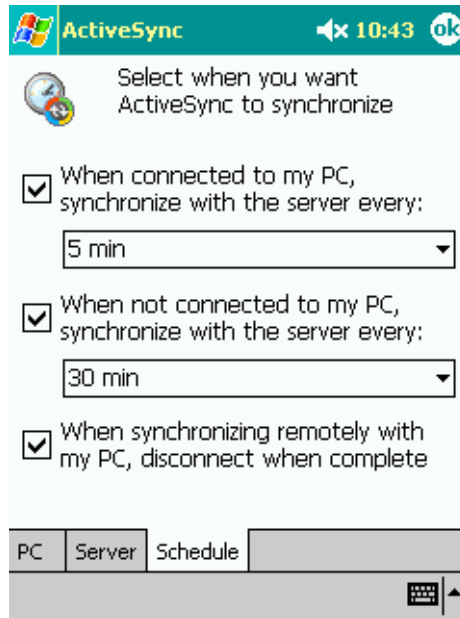 ActiveSync 10:43 ok
Select when you want
ActiveSync to synchronize
When connected to my PC,
synchronize with the server every:
5 min
When not connected to my PC,
synchronize with the server every:
30 min
When synchronizing remotely with
my PC, disconnect when complete
PC Server Schedule